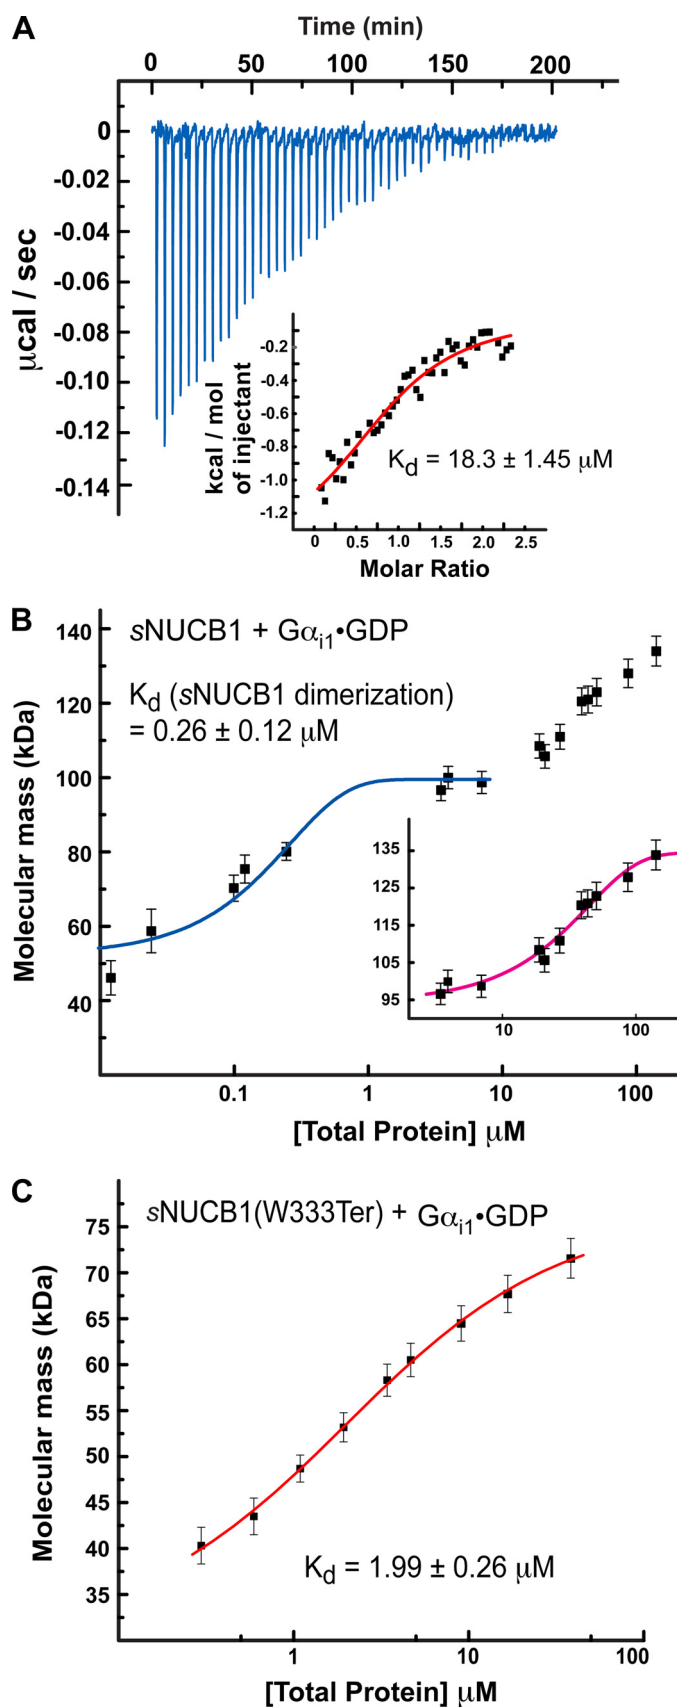 A
Time (min)
0 50 100 150 200
0
-0.02
-0.04
-0.06
-0.08
-0.10
-0.12
-0.14
μcal / sec
-0.2
-0.4
-0.6
-0.8
-1.0
-1.2
kcal / mol
of injectant
Kd = 18.3 ± 1.45 μM
0 0.5 1.0 1.5 2.0 2.5
Molar Ratio
B
sNUCB1 + Gαi1•GDP
Kd (sNUCB1 dimerization)
= 0.26 ± 0.12 μM
140
120
100
80
60
40
Molecular mass (kDa)
135
125
115
105
95
10 100
0.1 1 10 100
[Total Protein] μM
C
sNUCB1(W333Ter) + Gαi1•GDP
75
70
65
60
55
50
45
40
35
Molecular mass (kDa)
Kd = 1.99 ± 0.26 μM
1 10 100
[Total Protein] μM